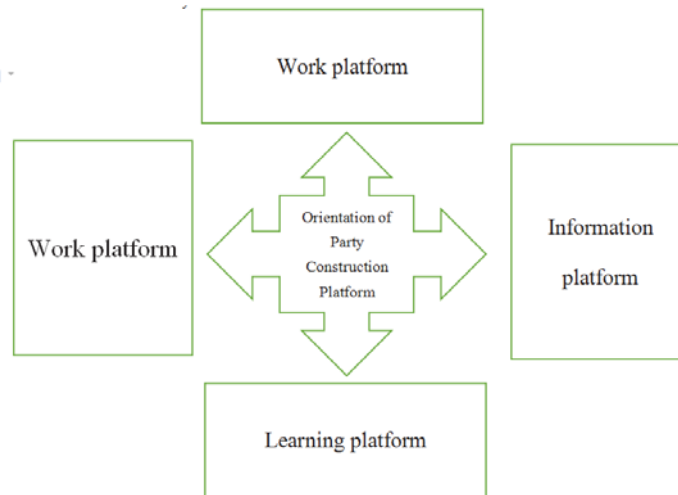 Work platform
Work platform
Orientation of
Party
Construction
Platform
Information
platform
Learning platform